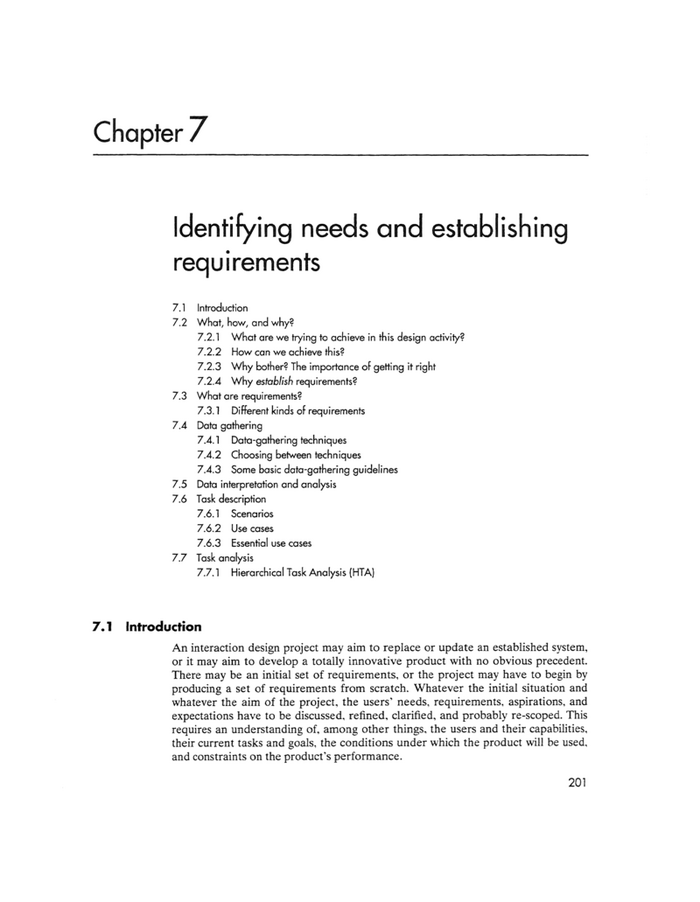 Chapter 7
Identifying needs and establishing
requirements
7.1 Introduction
7.2 What, how, and why?
7.2.1 What are we trying to achieve in this design activity?
7.2.2 How can we achieve this?
7.2.3 Why bother? The importance of getting it right
7.2.4 Why establish requirements?
7.3 What are requirements?
7.3.1 Different kinds of requirements
7.4 Data gathering
7.4.1 Data-gathering techniques
7.4.2 Choosing between techniques
7.4.3 Some basic data-gathering guidelines
7.5 Data interpretation and analysis
7.6 Task description
7.6.1 Scenarios
7.6.2 Use cases
7.6.3 Essential use cases
7.7 Task analysis
7.7.1 Hierarchical Task Analysis (HTA)
7.1 Introduction
An interaction design project may aim to replace or update an established system,
or it may aim to develop a totally innovative product with no obvious precedent.
There may be an initial set of requirements, or the project may have to begin by
producing a set of requirements from scratch. Whatever the initial situation and
whatever the aim of the project, the users' needs, requirements, aspirations, and
expectations have to be discussed, refined, clarified, and probably re-scoped. This
requires an understanding of, among other things, the users and their capabilities,
their current tasks and goals, the conditions under which the product will be used,
and constraints on the product's performance.
201